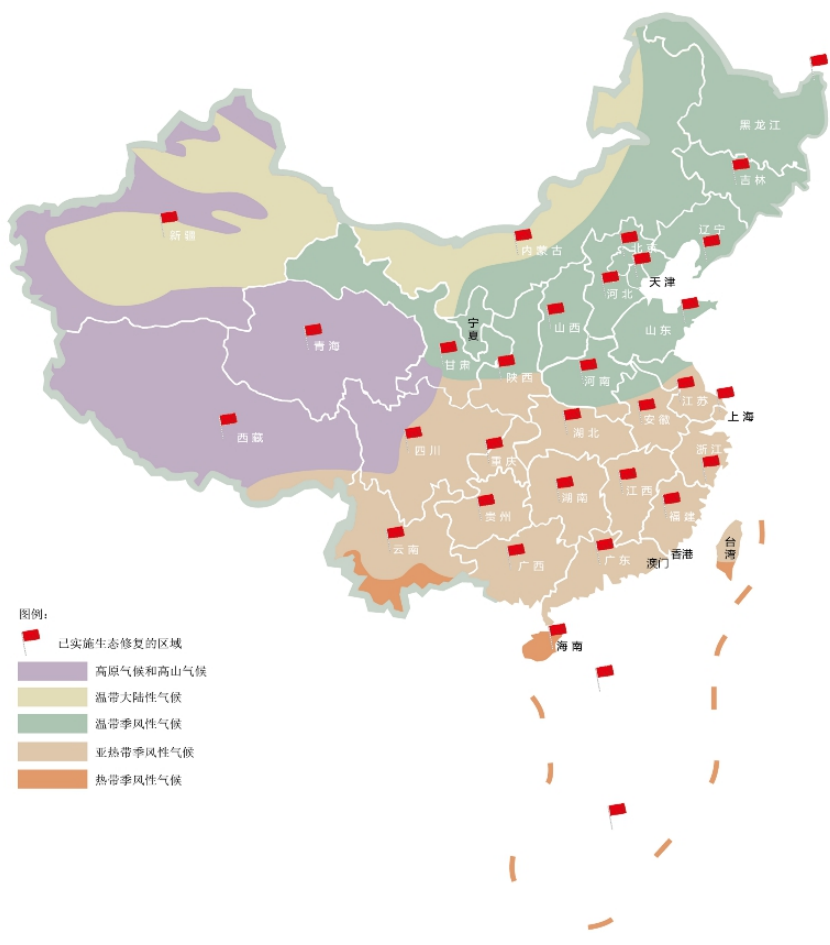 黑龙江
吉林
辽宁
新疆
内蒙古
北京
天津
河北
宁夏
山西
山东
青海
甘肃
陕西
河南
江苏
安徽
上海
西藏
四川
湖北
重庆
浙江
湖南
江西
贵州
福建
云南
广西
广东
台湾
香港
澳门
海南
图例:
已实施生态修复的区域
高原气候和高山气候
温带大陆性气候
温带季风性气候
亚热带季风性气候
热带季风性气候